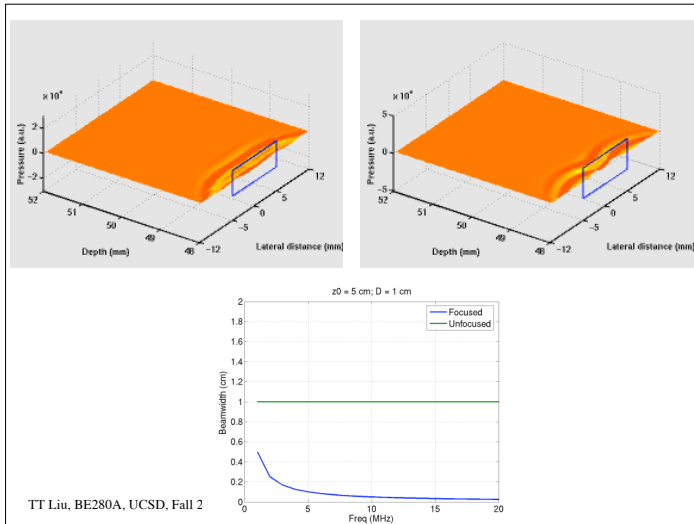 x 10⁴
Pressure (a.u.)
2
0
−2
52
51
50
49
48
Depth (mm)
−12
−5
0
5
12
Lateral distance (mm)
Pressure (a.u.)
5
0
−5
52
51
50
49
48
Depth (mm)
−12
−5
0
5
12
Lateral distance (mm)
z0 = 5 cm; D = 1 cm
Focused
Unfocused
Beamwidth (cm)
2
1.8
1.6
1.4
1.2
1
0.8
0.6
0.4
0.2
0
0 5 10 15 20
Freq (MHz)
TT Liu, BE280A, UCSD, Fall 2